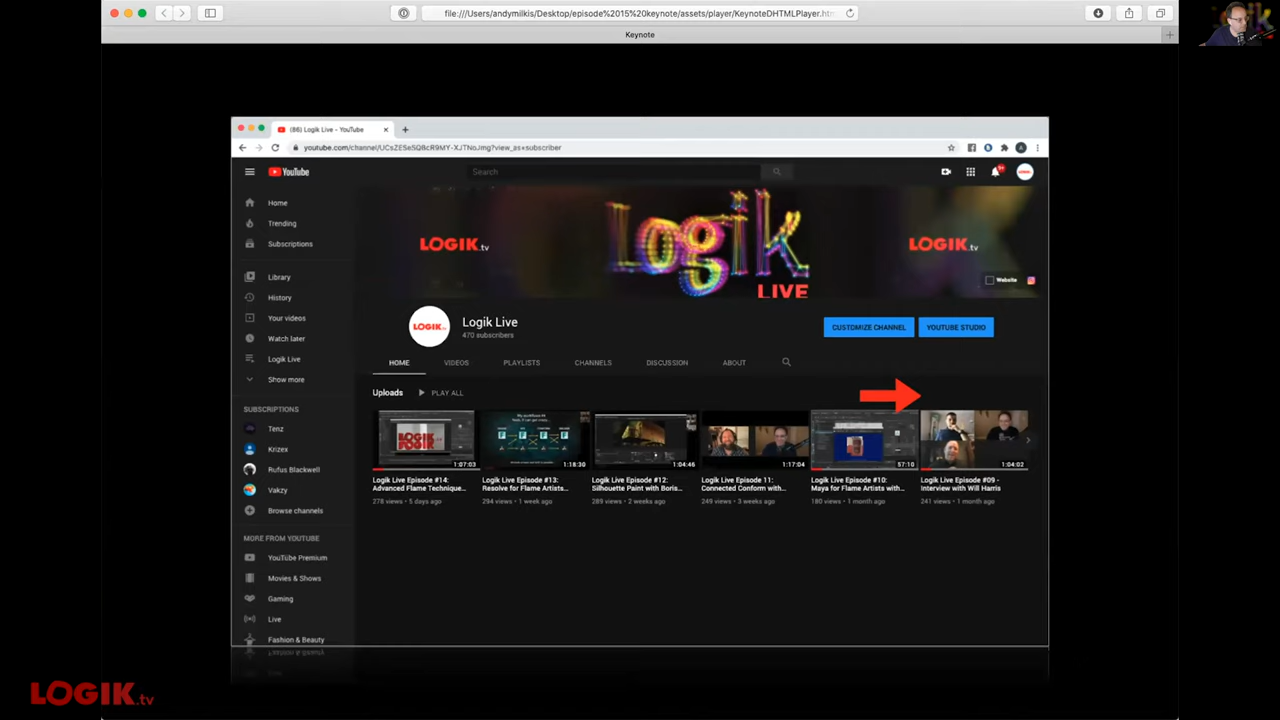 file:///Users/andymilkis/Desktop/episode%2015%20keynote/assets/player/KeynoteDHTMLPlayer.htm
Keynote
(86) Logik Live - YouTube
youtube.com/channel/UCsZESeSQ8cR9MY-XJTNoJmg?view_as=subscriber
YouTube
Search
9+
Home
Trending
Subscriptions
Library
History
Your videos
Watch later
Logik Live
Show more
SUBSCRIPTIONS
Tenz
Krizex
Rufus Blackwell
Vakzy
Browse channels
MORE FROM YOUTUBE
YouTube Premium
Movies & Shows
Gaming
Live
Fashion & Beauty
LOGIK.tv
Logik
LIVE
LOGIK.tv
Website
LOGIK.tv
Logik Live
470 subscribers
CUSTOMIZE CHANNEL
YOUTUBE STUDIO
HOME VIDEOS PLAYLISTS CHANNELS DISCUSSION ABOUT
Uploads PLAY ALL
1:07:03
Logik Live Episode #14:
Advanced Flame Technique...
278 views • 5 days ago
1:18:30
Logik Live Episode #13:
Resolve for Flame Artists...
294 views • 1 week ago
1:04:46
Logik Live Episode #12:
Silhouette Paint with Boris...
289 views • 2 weeks ago
1:17:04
Logik Live Episode 11:
Connected Conform with...
249 views • 3 weeks ago
57:10
Logik Live Episode #10:
Maya for Flame Artists with...
180 views • 1 month ago
1:04:02
Logik Live Episode #09 -
Interview with Will Harris
241 views • 1 month ago
LOGIK.tv